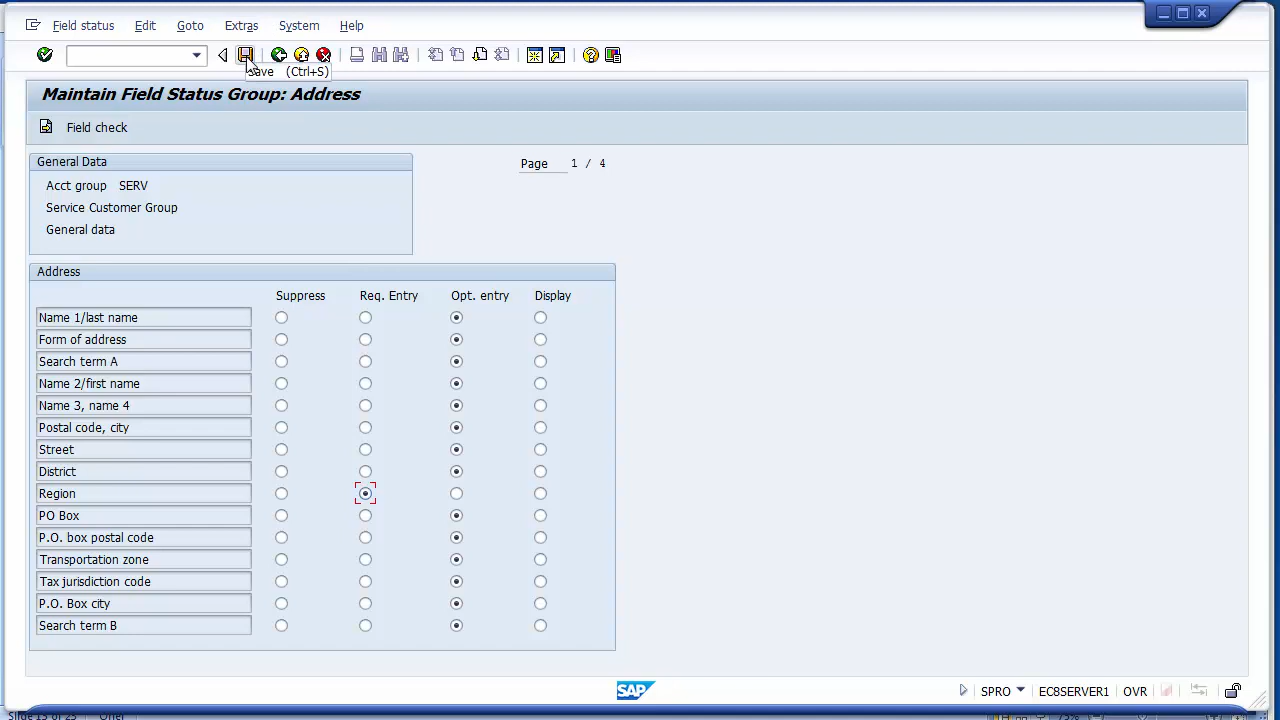 Field status Edit Goto Extras System Help
Save (Ctrl+S)
Maintain Field Status Group: Address
Field check
General Data
Page 1 / 4
Acct group SERV
Service Customer Group
General data
Address
Suppress Req. Entry Opt. entry Display
Name 1/last name
Form of address
Search term A
Name 2/first name
Name 3, name 4
Postal code, city
Street
District
Region
PO Box
P.O. box postal code
Transportation zone
Tax jurisdiction code
P.O. Box city
Search term B
SAP SPRO EC8SERVER1 OVR